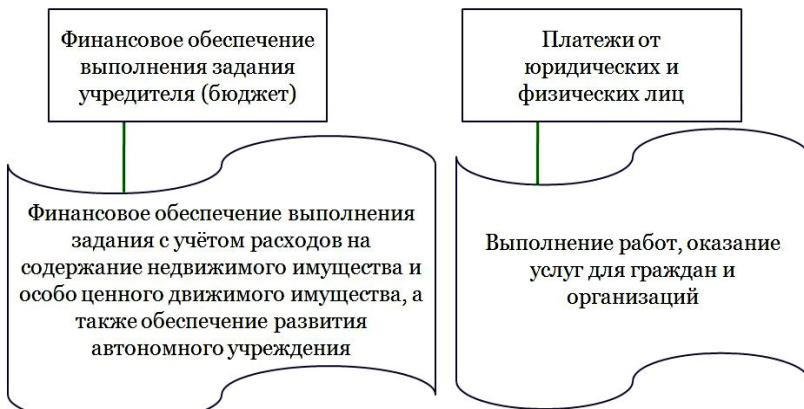 Финансовое обеспечение
выполнения задания
учредителя (бюджет)
Платежи от
юридических и
физических лиц
Финансовое обеспечение выполнения
задания с учётом расходов на
содержание недвижимого имущества и
особо ценного движимого имущества, а
также обеспечение развития
автономного учреждения
Выполнение работ, оказание
услуг для граждан и
организаций